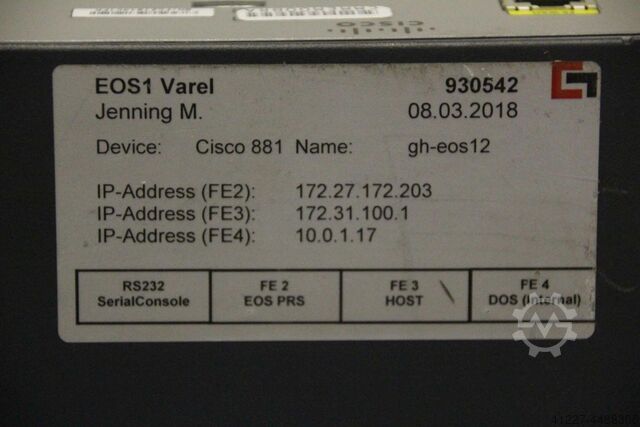 CISCO
EOS1 Varel 930542
Jenning M. 08.03.2018
Device: Cisco 881 Name: gh-eos12
IP-Address (FE2): 172.27.172.203
IP-Address (FE3): 172.31.100.1
IP-Address (FE4): 10.0.1.17
RS232 FE 2 FE 3 FE 4
SerialConsole EOS PRS HOST DOS (internal)